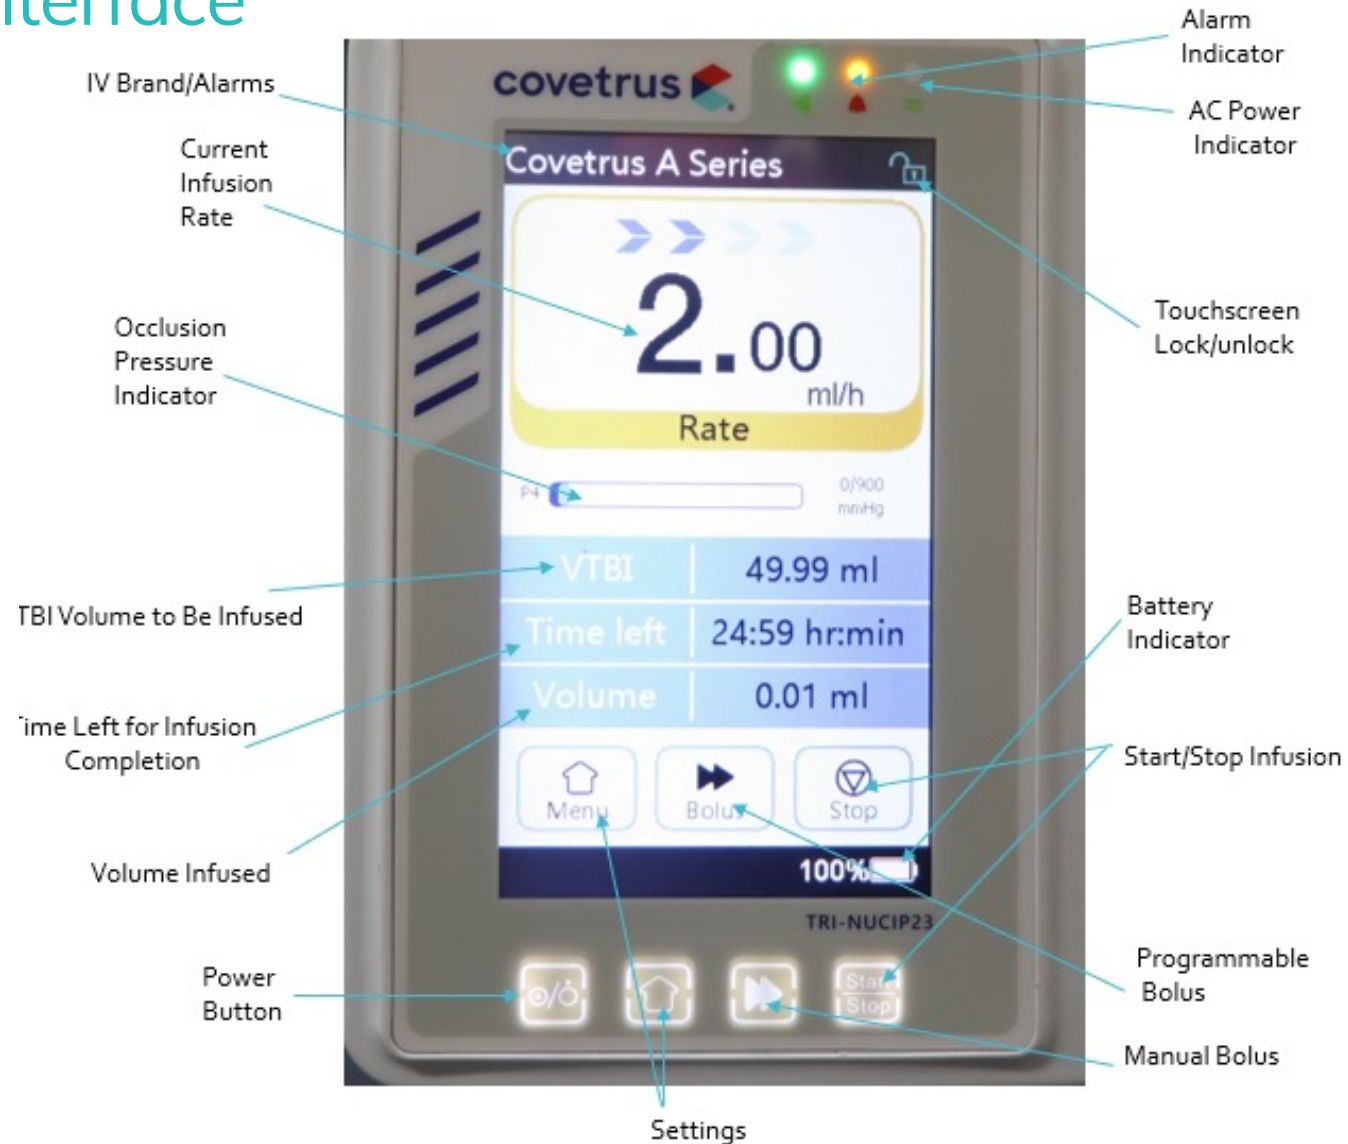 Alarm
Indicator
IV Brand/Alarms
covetrus
AC Power
Indicator
Current
Infusion
Rate
Covetrus A Series
2.00
ml/h
Rate
Touchscreen
Lock/unlock
Occlusion
Pressure
Indicator
P4
0/900
mmHg
VTBI
49.99 ml
TBI Volume to Be Infused
Time left
24:59 hr:min
Battery
Indicator
Volume
0.01 ml
ime Left for Infusion
Completion
Start/Stop Infusion
Menu
Bolus
Stop
Volume Infused
100%
TRI-NUCIP23
Power
Button
Start
Stop
Programmable
Bolus
Manual Bolus
Settings